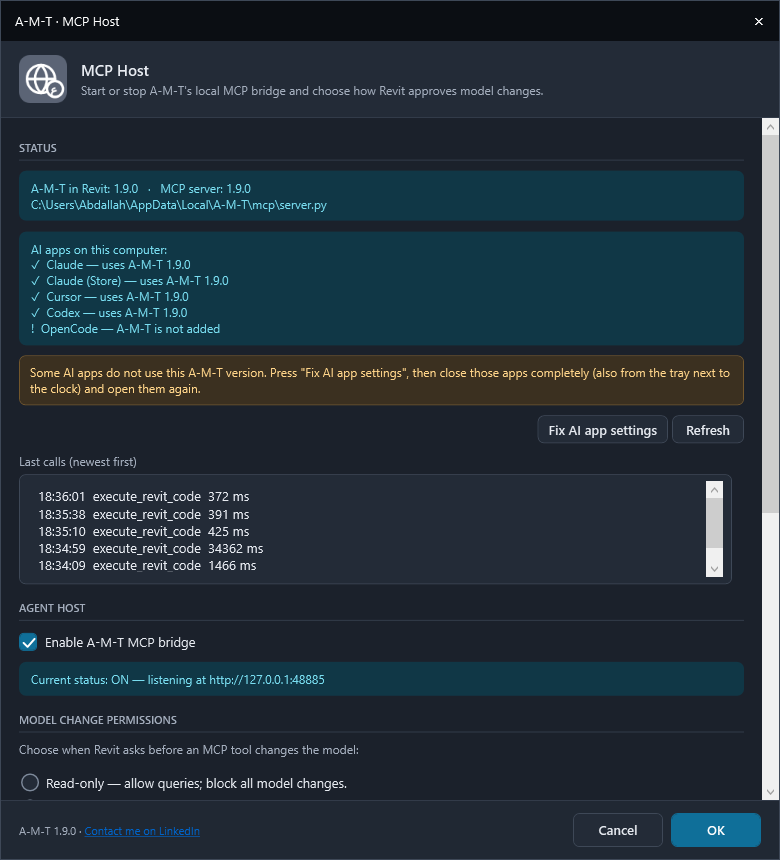 A-M-T · MCP Host
MCP Host
Start or stop A-M-T's local MCP bridge and choose how Revit approves model changes.
STATUS
A-M-T in Revit: 1.9.0 · MCP server: 1.9.0
C:\Users\Abdallah\AppData\Local\A-M-T\mcp\server.py
AI apps on this computer:
✓ Claude — uses A-M-T 1.9.0
✓ Claude (Store) — uses A-M-T 1.9.0
✓ Cursor — uses A-M-T 1.9.0
✓ Codex — uses A-M-T 1.9.0
! OpenCode — A-M-T is not added
Some AI apps do not use this A-M-T version. Press "Fix AI app settings", then close those apps completely (also from the tray next to
the clock) and open them again.
Fix AI app settings
Refresh
Last calls (newest first)
18:36:01 execute_revit_code 372 ms
18:35:38 execute_revit_code 391 ms
18:35:10 execute_revit_code 425 ms
18:34:59 execute_revit_code 34362 ms
18:34:09 execute_revit_code 1466 ms
AGENT HOST
Enable A-M-T MCP bridge
Current status: ON — listening at http://127.0.0.1:48885
MODEL CHANGE PERMISSIONS
Choose when Revit asks before an MCP tool changes the model:
Read-only — allow queries; block all model changes.
A-M-T 1.9.0 · Contact me on LinkedIn
Cancel
OK